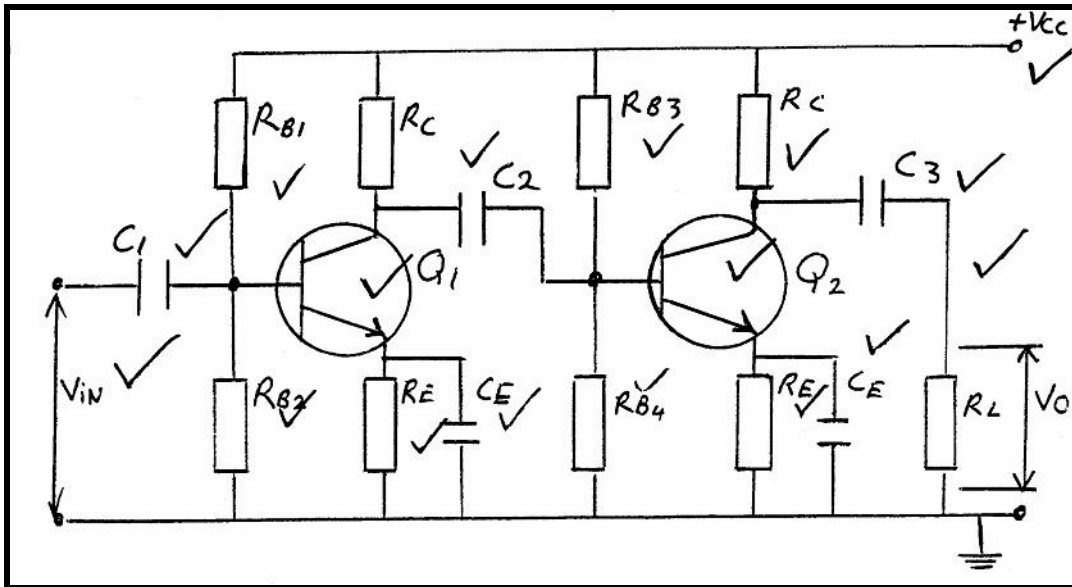 +VCC
RB1
RC
RB3
RC
C2
C3
C1
Q1
Q2
VIN
RB2
RE
CE
RB4
RE
CE
RL
VO